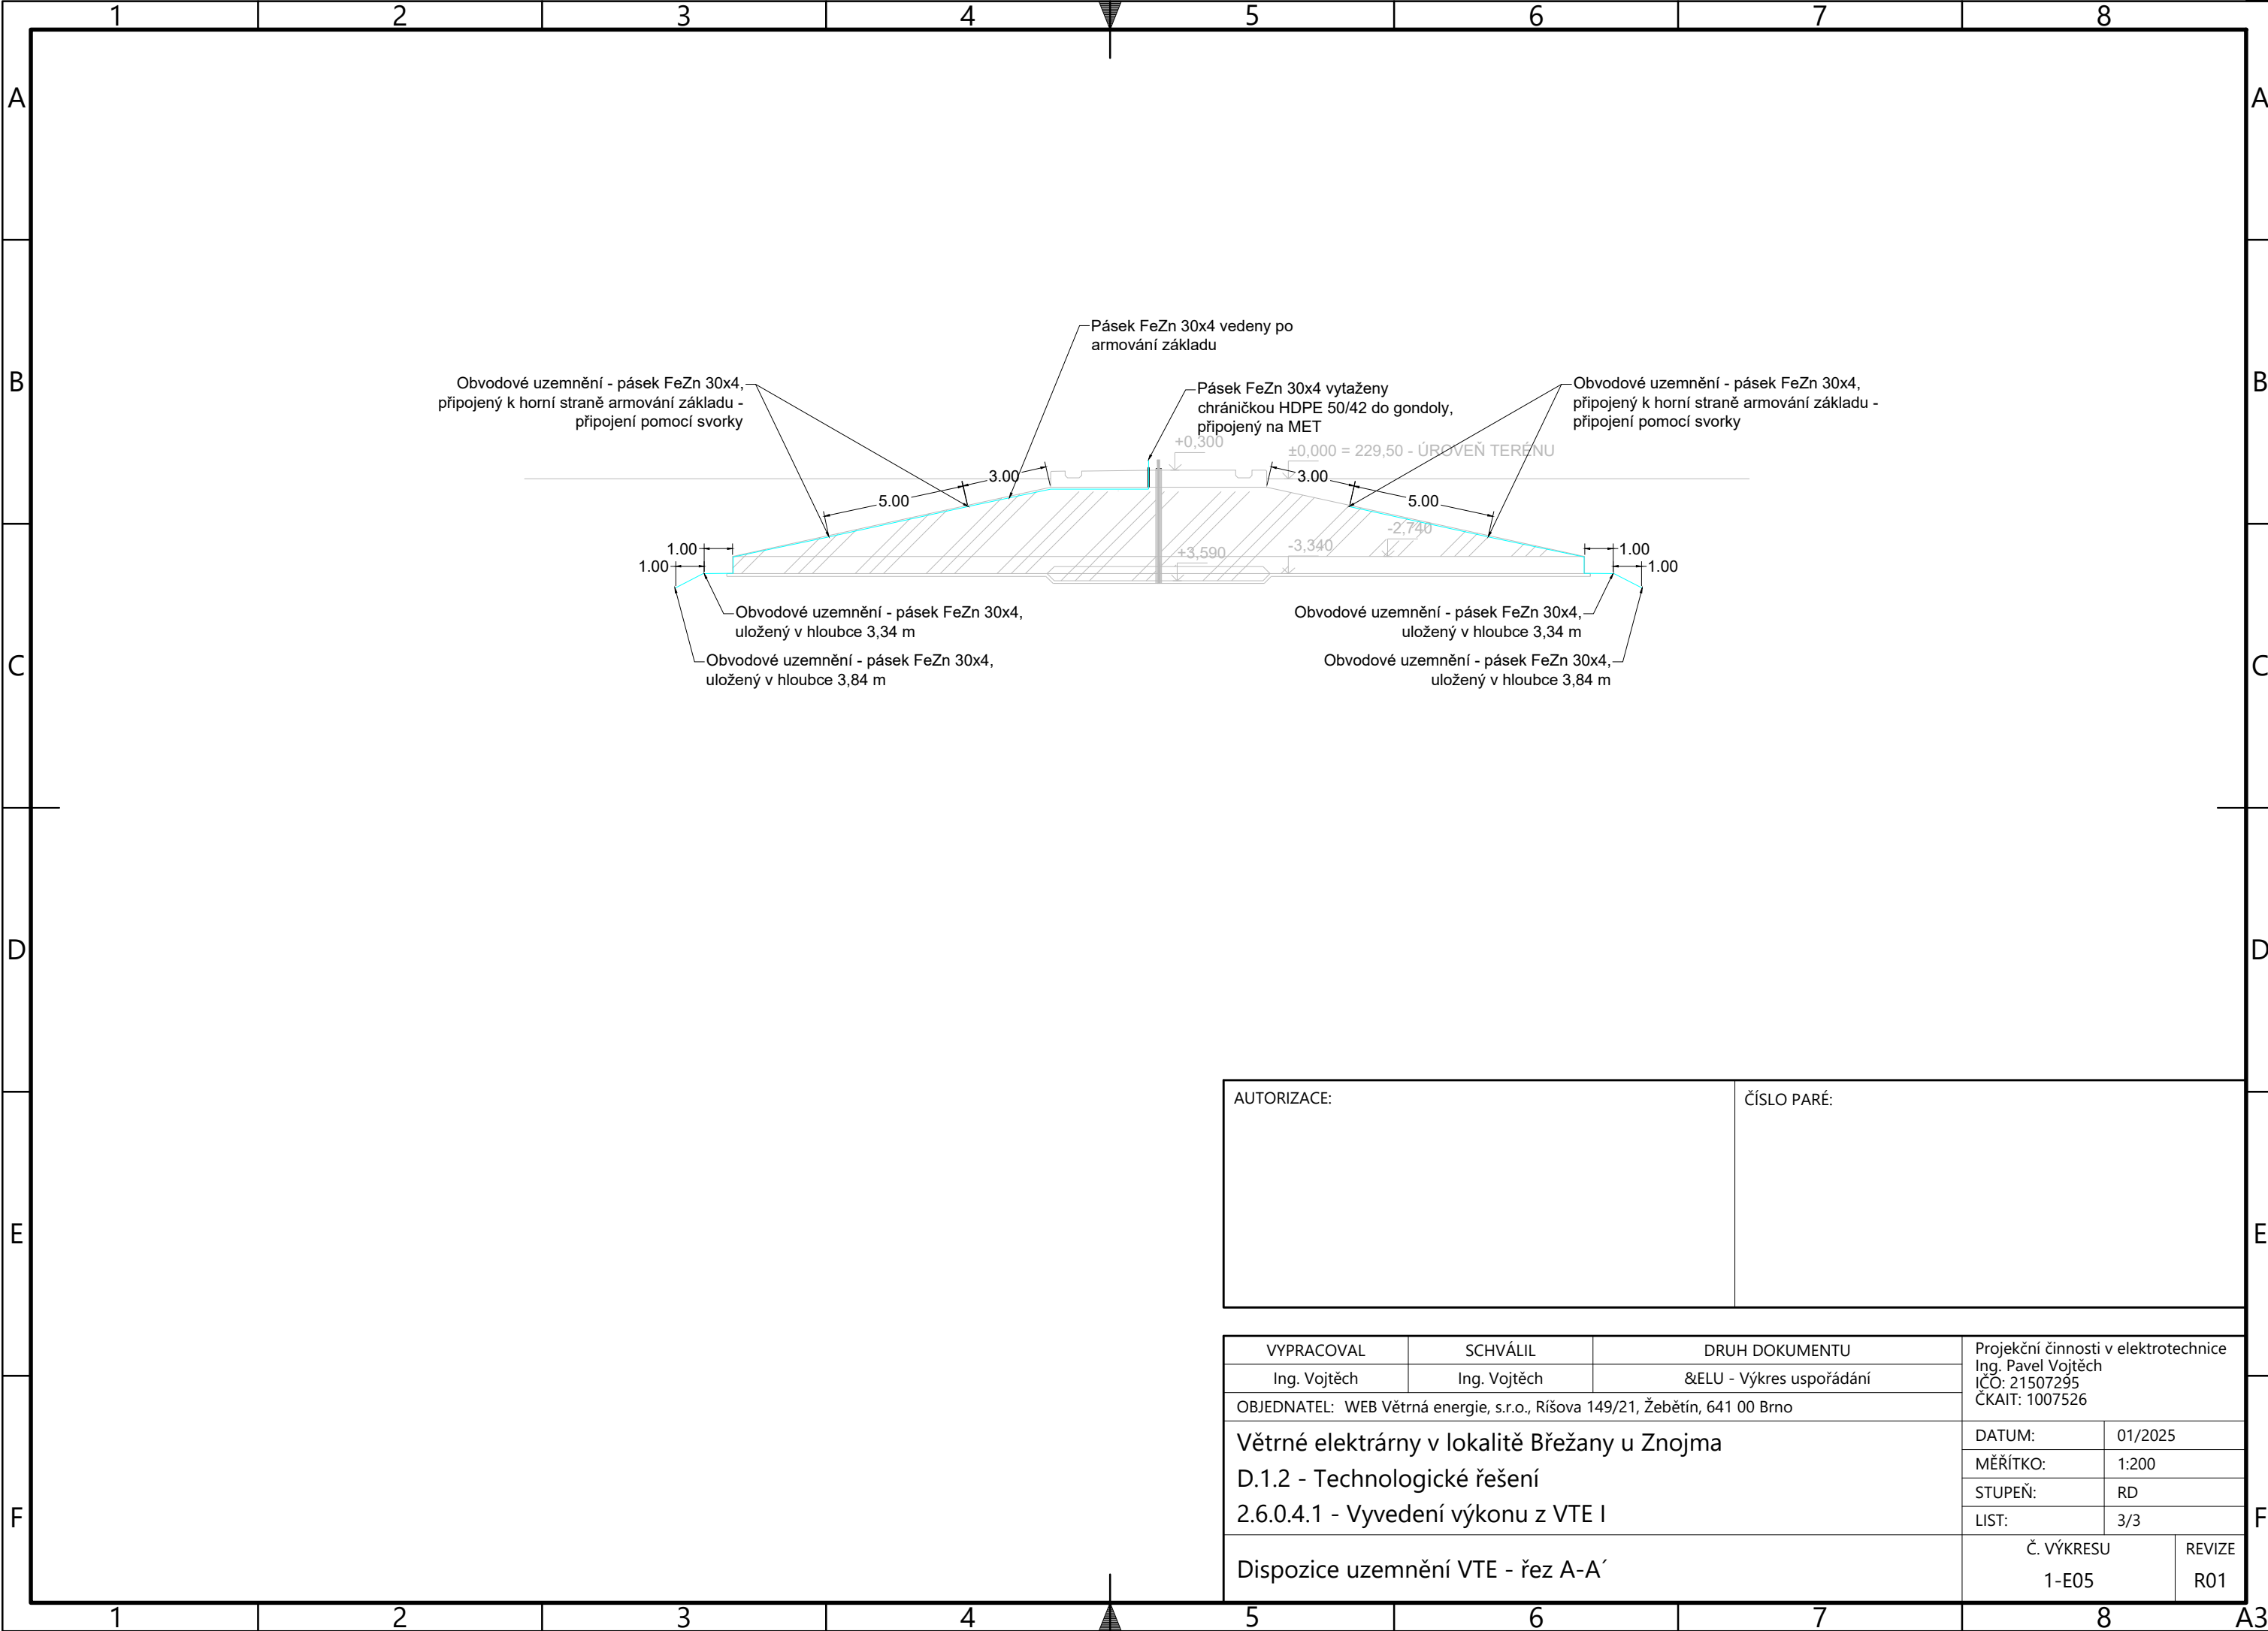 1 2 3 4 5 6 7 8
A A
B B
C C
D D
E E
F F
Pásek FeZn 30x4 vedeny po
armování základu
Obvodové uzemnění - pásek FeZn 30x4,
připojený k horní straně armování základu -
připojení pomocí svorky
Pásek FeZn 30x4 vytaženy
chráničkou HDPE 50/42 do gondoly,
připojený na MET
Obvodové uzemnění - pásek FeZn 30x4,
připojený k horní straně armování základu -
připojení pomocí svorky
+0,300
±0,000 = 229,50 - ÚROVEŇ TERÉNU
3.00 3.00
5.00 5.00
-2,740
-3,340
+3,590
1.00 1.00
1.00 1.00
Obvodové uzemnění - pásek FeZn 30x4,
uložený v hloubce 3,34 m
Obvodové uzemnění - pásek FeZn 30x4,
uložený v hloubce 3,34 m
Obvodové uzemnění - pásek FeZn 30x4,
uložený v hloubce 3,84 m
Obvodové uzemnění - pásek FeZn 30x4,
uložený v hloubce 3,84 m
AUTORIZACE: ČÍSLO PARÉ:
VYPRACOVAL SCHVÁLIL DRUH DOKUMENTU
Ing. Vojtěch Ing. Vojtěch &ELU - Výkres uspořádání
Projekční činnosti v elektrotechnice
Ing. Pavel Vojtěch
IČO: 21507295
ČKAIT: 1007526
OBJEDNATEL: WEB Větrná energie, s.r.o., Ríšova 149/21, Žebětín, 641 00 Brno
Větrné elektrárny v lokalitě Břežany u Znojma
D.1.2 - Technologické řešení
2.6.0.4.1 - Vyvedení výkonu z VTE I
DATUM: 01/2025
MĚŘÍTKO: 1:200
STUPEŇ: RD
LIST: 3/3
Dispozice uzemnění VTE - řez A-A´
Č. VÝKRESU REVIZE
1-E05 R01
1 2 3 4 5 6 7 8 A3